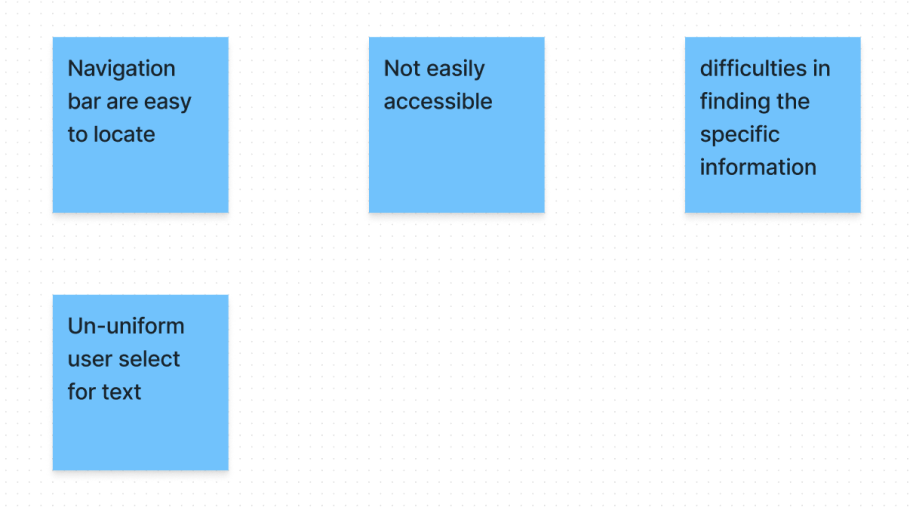 Navigation
bar are easy
to locate
Not easily
accessible
difficulties in
finding the
specific
information
Un-uniform
user select
for text